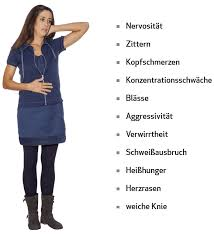 Nervosität
Zittern
Kopfschmerzen
Konzentrationsschwäche
Blässe
Aggressivität
Verwirrtheit
Schweißausbruch
Heißhunger
Herzrasen
weiche Knie